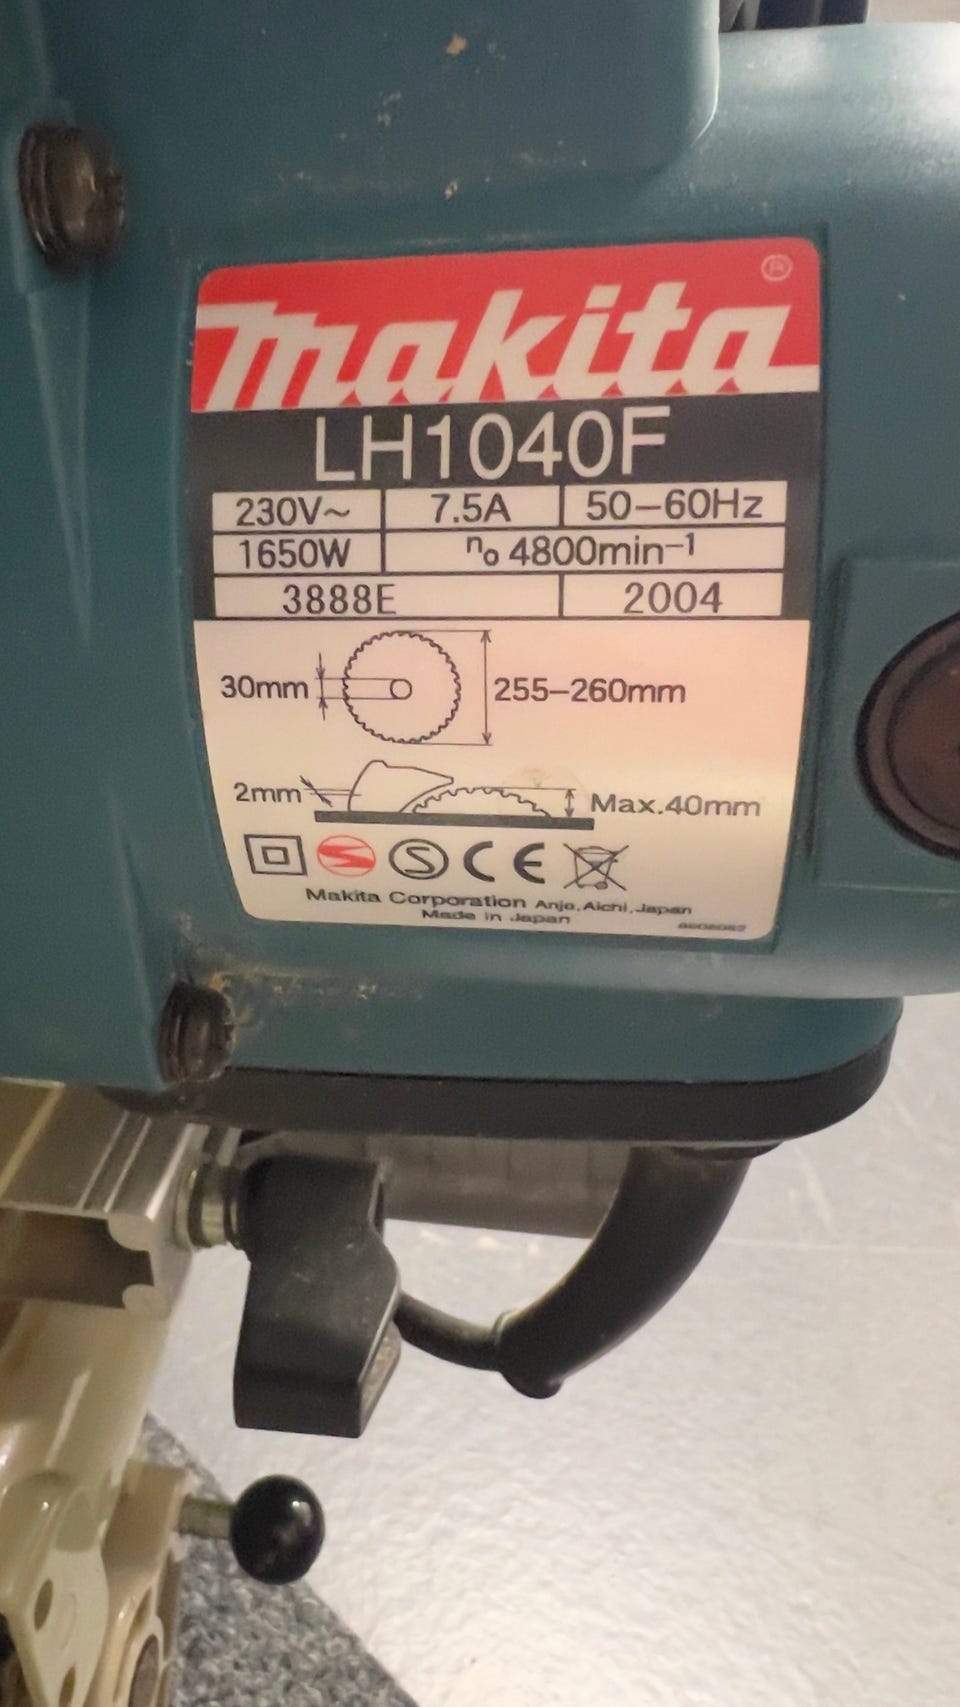 ®
makita
LH1040F
230V~ 7.5A 50-60Hz
1650W n₀ 4800min⁻¹
3888E 2004
30mm 255-260mm
2mm Max.40mm
S CE
Makita Corporation Anjo, Aichi, Japan
Made in Japan